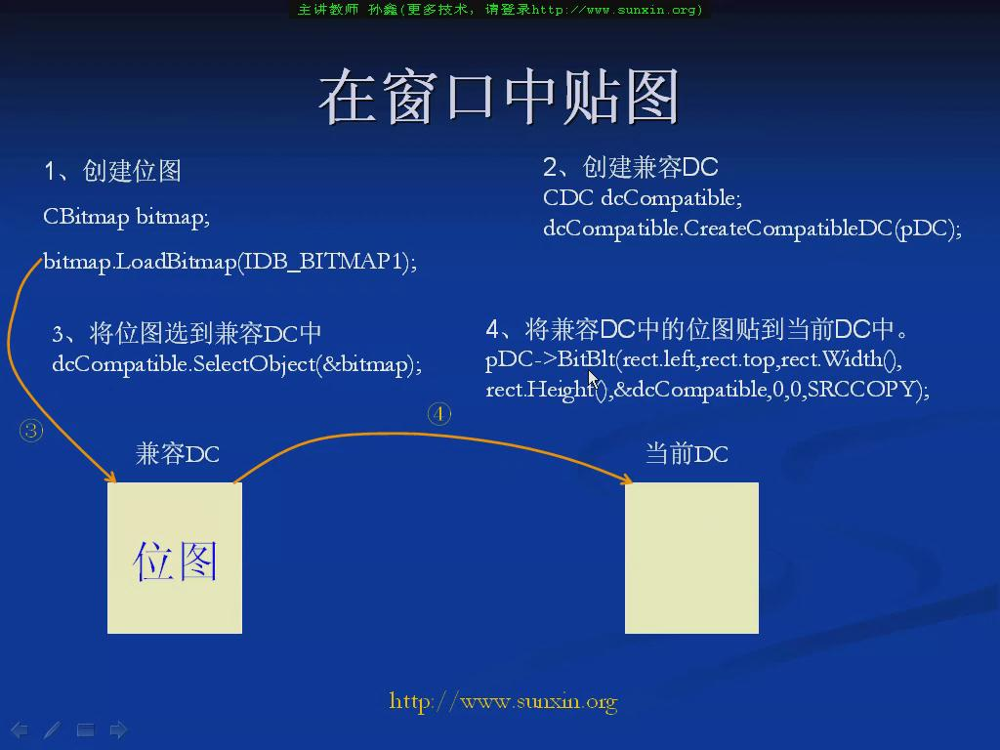 主讲教师 孙鑫(更多技术，请登录http://www.sunxin.org)
在窗口中贴图
1、创建位图
CBitmap bitmap;
bitmap.LoadBitmap(IDB_BITMAP1);
2、创建兼容DC
CDC dcCompatible;
dcCompatible.CreateCompatibleDC(pDC);
3、将位图选到兼容DC中
dcCompatible.SelectObject(&bitmap);
4、将兼容DC中的位图贴到当前DC中。
pDC->BitBlt(rect.left,rect.top,rect.Width(),
rect.Height(),&dcCompatible,0,0,SRCCOPY);
③
④
兼容DC
当前DC
位图
http://www.sunxin.org